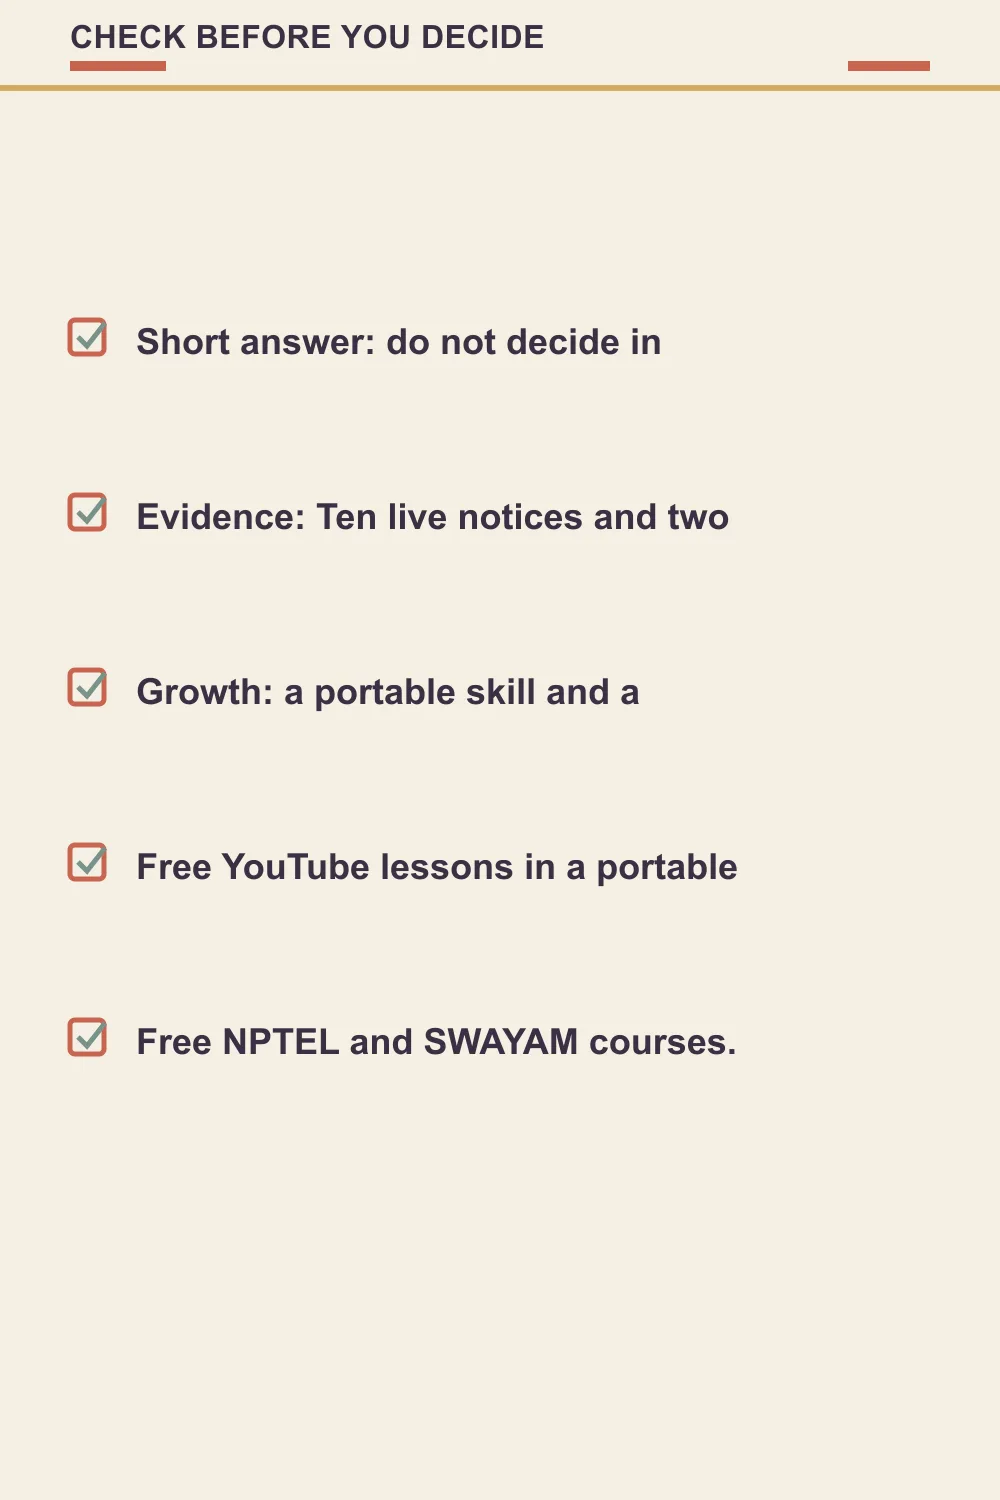 CHECK BEFORE YOU DECIDE
Short answer: do not decide in
Evidence: Ten live notices and two
Growth: a portable skill and a
Free YouTube lessons in a portable
Free NPTEL and SWAYAM courses.